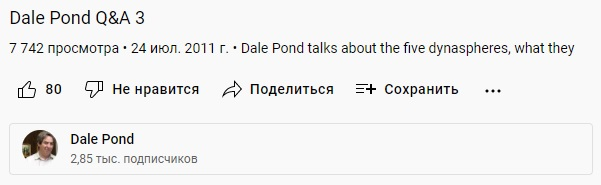 Dale Pond Q&A 3
7 742 просмотра • 24 июл. 2011 г. • Dale Pond talks about the five dynaspheres, what they
80 Не нравится Поделиться Сохранить ...
Dale Pond
2,85 тыс. подписчиков